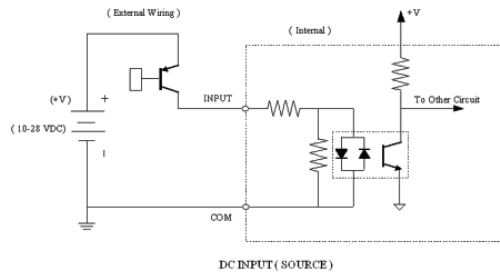 ( External Wiring )
+V
( Internal )
(+V)
+
( 10-28 VDC)
INPUT
To Other Circuit
COM
DC INPUT ( SOURCE )